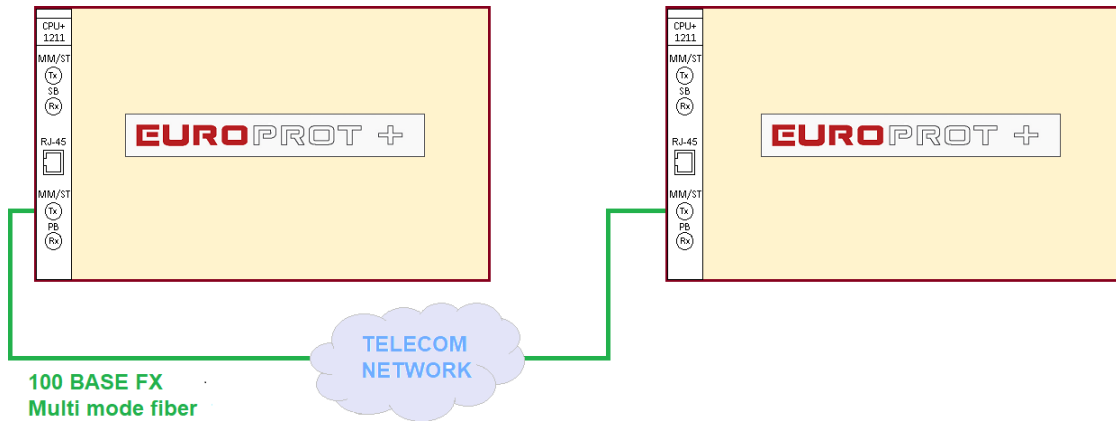 CPU+
1211
MM/ST
Tx
SB
Rx
RJ-45
MM/ST
Tx
PB
Rx
EUROPROT +
CPU+
1211
MM/ST
Tx
SB
Rx
RJ-45
MM/ST
Tx
PB
Rx
EUROPROT +
TELECOM
NETWORK
100 BASE FX
Multi mode fiber